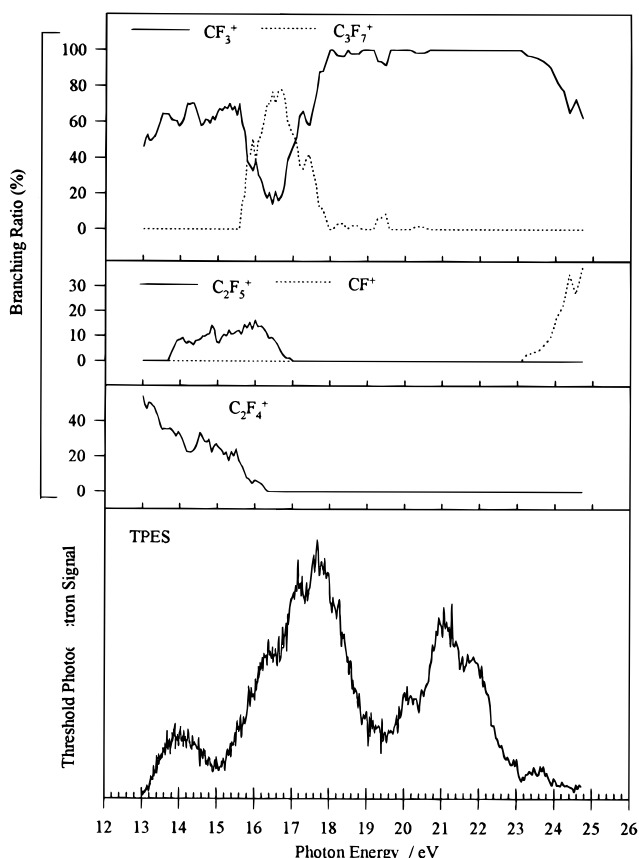 CF₃⁺ C₃F₇⁺
100
80
60
40
20
0
Branching Ratio (%)
C₂F₅⁺ CF⁺
30
20
10
0
C₂F₄⁺
40
20
0
TPES
Threshold Photoe :tron Signal
12 13 14 15 16 17 18 19 20 21 22 23 24 25 26
Photon Energy / eV